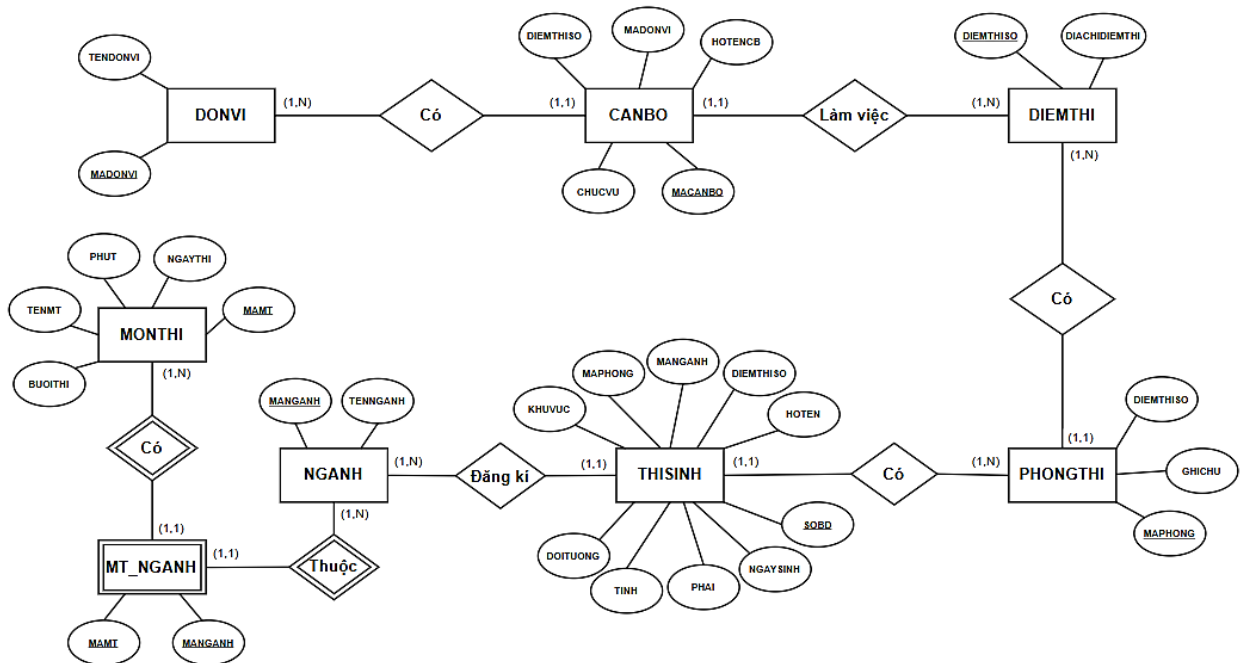 DIEMTHISO
MADONVI
HOTENCB
DIEMTHISO
DIACHIDIEMTHI
TENDONVI
(1,N)
(1,1)
(1,1)
(1,N)
DONVI
Có
CANBO
Làm việc
DIEMTHI
(1,N)
MADONVI
CHUCVU
MACANBO
PHUT
NGAYTHI
TENMT
MAMT
MONTHI
Có
BUOITHI
(1,N)
MAPHONG
MANGANH
DIEMTHISO
MANGANH
TENNGANH
KHUVUC
HOTEN
DIEMTHISO
Có
(1,N)
(1,1)
(1,1)
(1,N)
(1,1)
NGANH
Đăng kí
THISINH
Có
PHONGTHI
GHICHU
(1,N)
(1,1)
(1,1)
SOBD
MAPHONG
MT_NGANH
Thuộc
DOITUONG
NGAYSINH
TINH
PHAI
MAMT
MANGANH